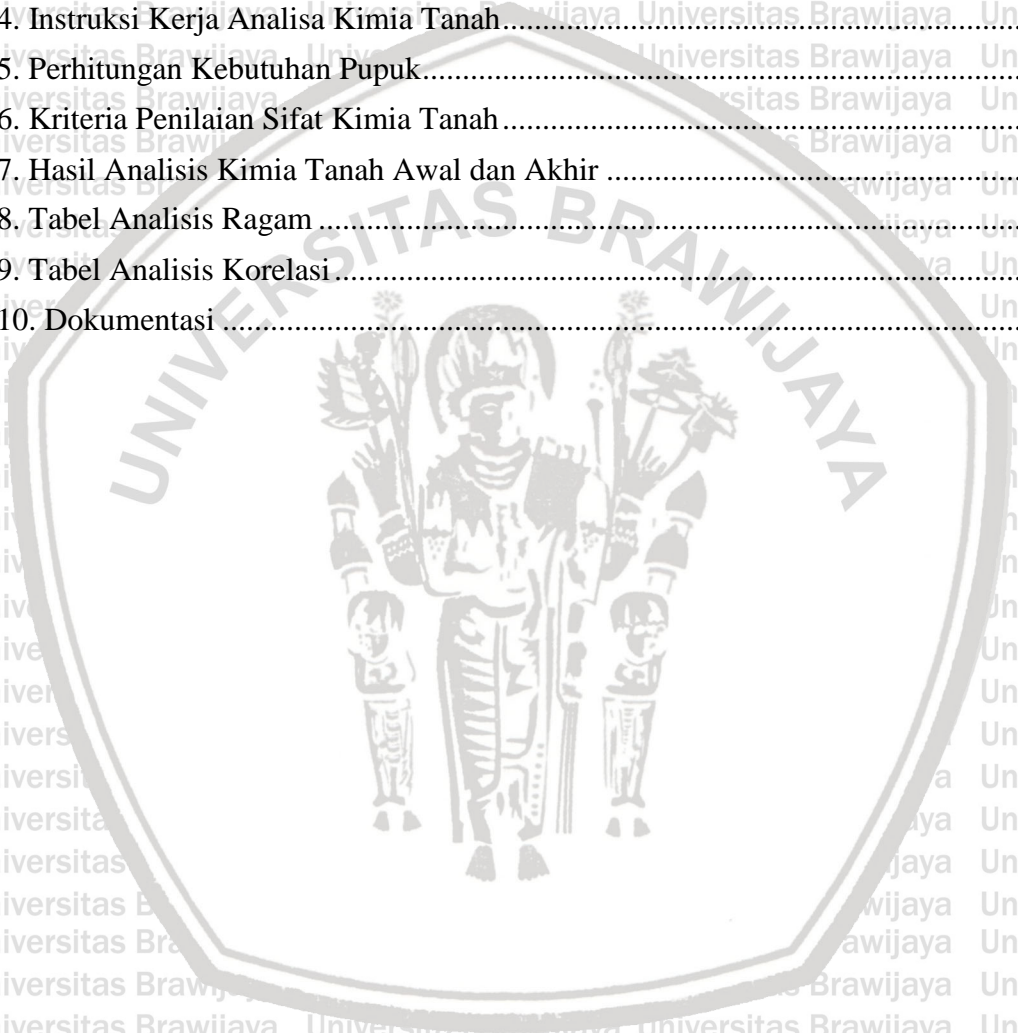 4. Instruksi Kerja Analisa Kimia Tanah
5. Perhitungan Kebutuhan Pupuk
6. Kriteria Penilaian Sifat Kimia Tanah
7. Hasil Analisis Kimia Tanah Awal dan Akhir
8. Tabel Analisis Ragam
9. Tabel Analisis Korelasi
10. Dokumentasi
UNIVERSITAS BRAWIJAYA